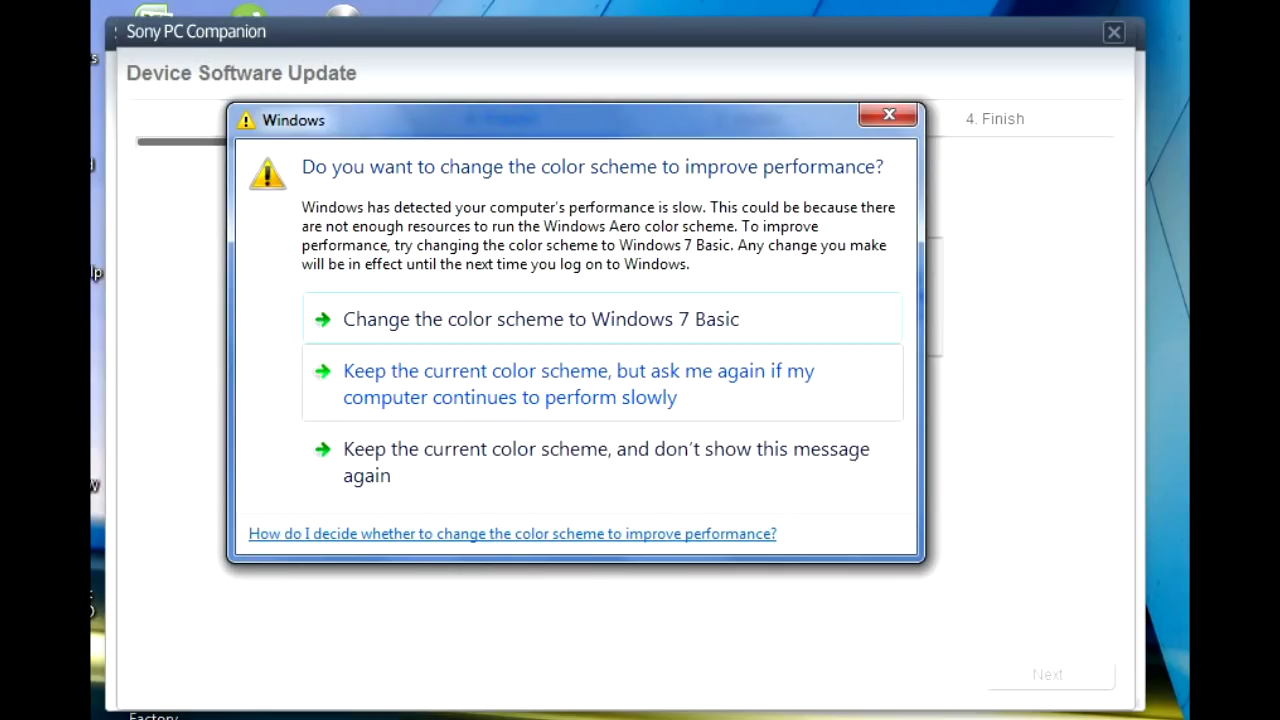 Sony PC Companion
Device Software Update
4. Finish
Windows
Do you want to change the color scheme to improve performance?
Windows has detected your computer's performance is slow. This could be because there
are not enough resources to run the Windows Aero color scheme. To improve
performance, try changing the color scheme to Windows 7 Basic. Any change you make
will be in effect until the next time you log on to Windows.
Change the color scheme to Windows 7 Basic
Keep the current color scheme, but ask me again if my
computer continues to perform slowly
Keep the current color scheme, and don't show this message
again
How do I decide whether to change the color scheme to improve performance?
Next
Factory